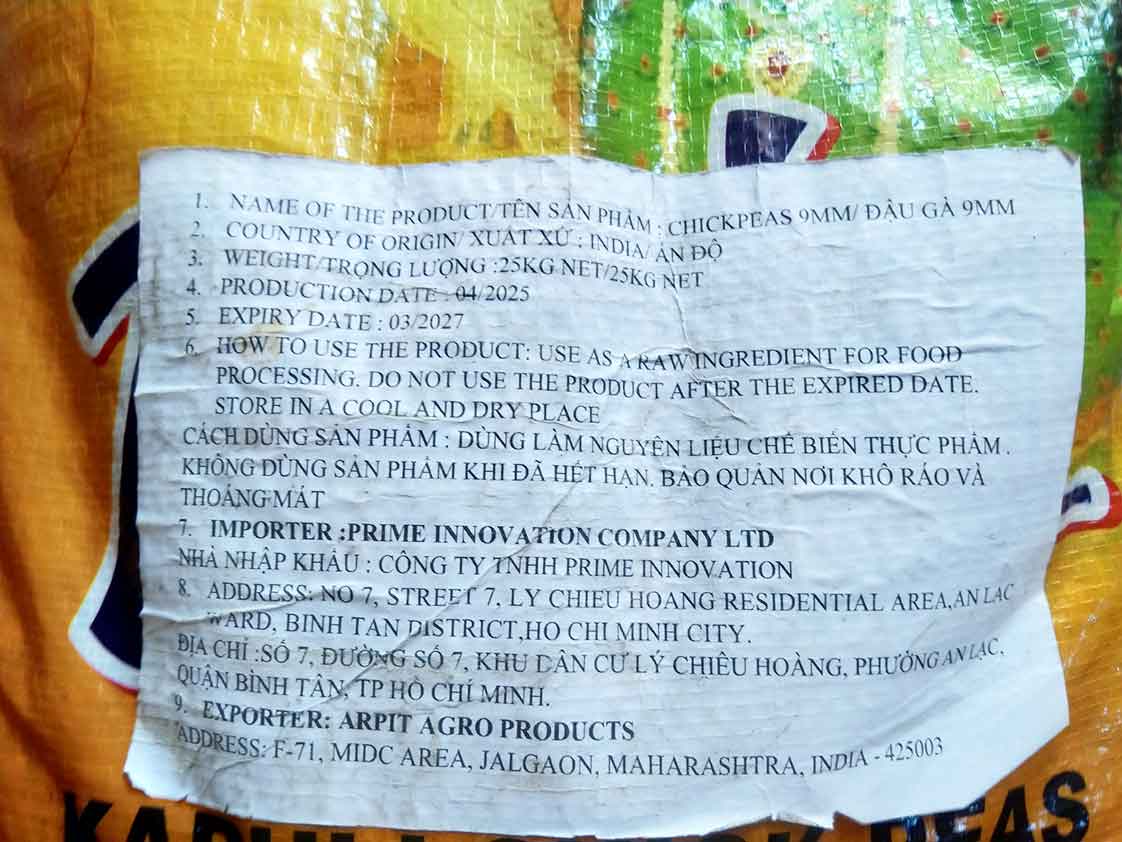 1. NAME OF THE PRODUCT/TÊN SẢN PHẨM : CHICKPEAS 9MM/ ĐẬU GÀ 9MM
2. COUNTRY OF ORIGIN/ XUẤT XỨ : INDIA/ ẤN ĐỘ
3. WEIGHT/TRỌNG LƯỢNG :25KG NET/25KG NET
4. PRODUCTION DATE : 04/2025
5. EXPIRY DATE : 03/2027
6. HOW TO USE THE PRODUCT: USE AS A RAW INGREDIENT FOR FOOD
PROCESSING. DO NOT USE THE PRODUCT AFTER THE EXPIRED DATE.
STORE IN A COOL AND DRY PLACE
CÁCH DÙNG SẢN PHẨM : DÙNG LÀM NGUYÊN LIỆU CHẾ BIẾN THỰC PHẨM .
KHÔNG DÙNG SẢN PHẨM KHI ĐÃ HẾT HẠN. BẢO QUẢN NƠI KHÔ RÁO VÀ
THOÁNG MÁT
7. IMPORTER :PRIME INNOVATION COMPANY LTD
NHÀ NHẬP KHẨU : CÔNG TY TNHH PRIME INNOVATION
8. ADDRESS: NO 7, STREET 7, LY CHIEU HOANG RESIDENTIAL AREA,AN LAC
WARD, BINH TAN DISTRICT,HO CHI MINH CITY.
ĐỊA CHỈ :SỐ 7, ĐƯỜNG SỐ 7, KHU DÂN CƯ LÝ CHIÊU HOÀNG, PHƯỜNG AN LẠC,
QUẬN BÌNH TÂN, TP HỒ CHÍ MINH.
9. EXPORTER: ARPIT AGRO PRODUCTS
ADDRESS: F-71, MIDC AREA, JALGAON, MAHARASHTRA, INDIA - 425003